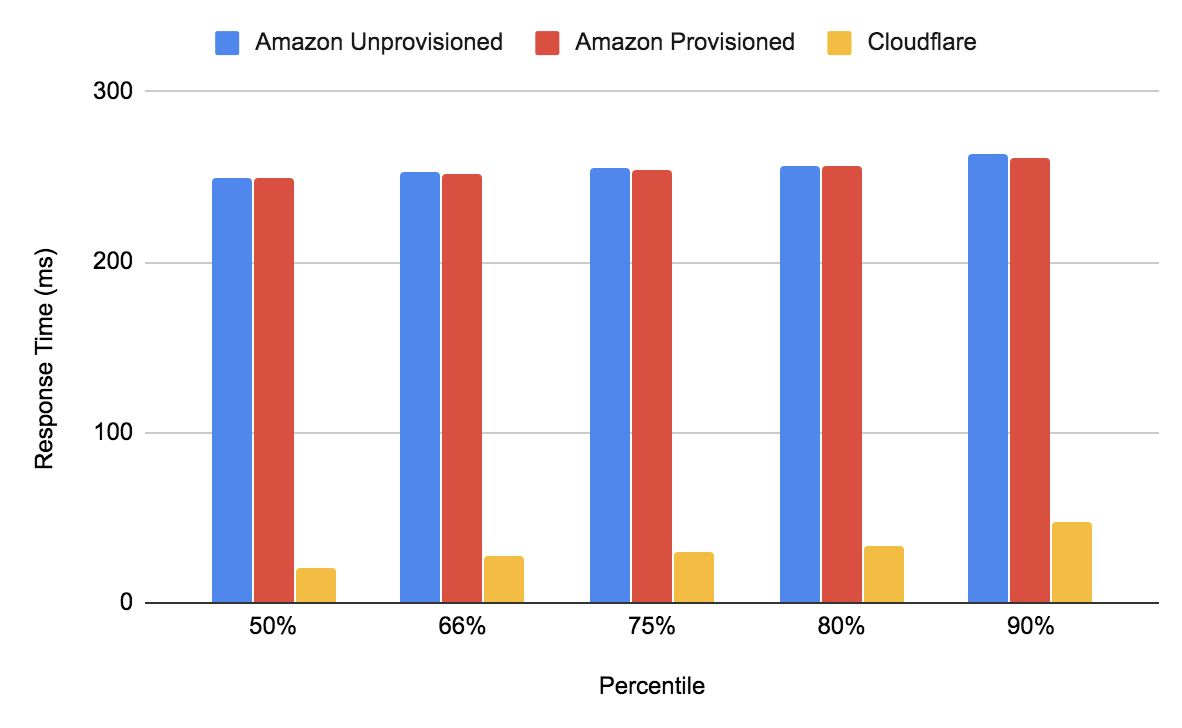 Amazon Unprovisioned Amazon Provisioned Cloudflare
300
200
100
0
Response Time (ms)
50% 66% 75% 80% 90%
Percentile